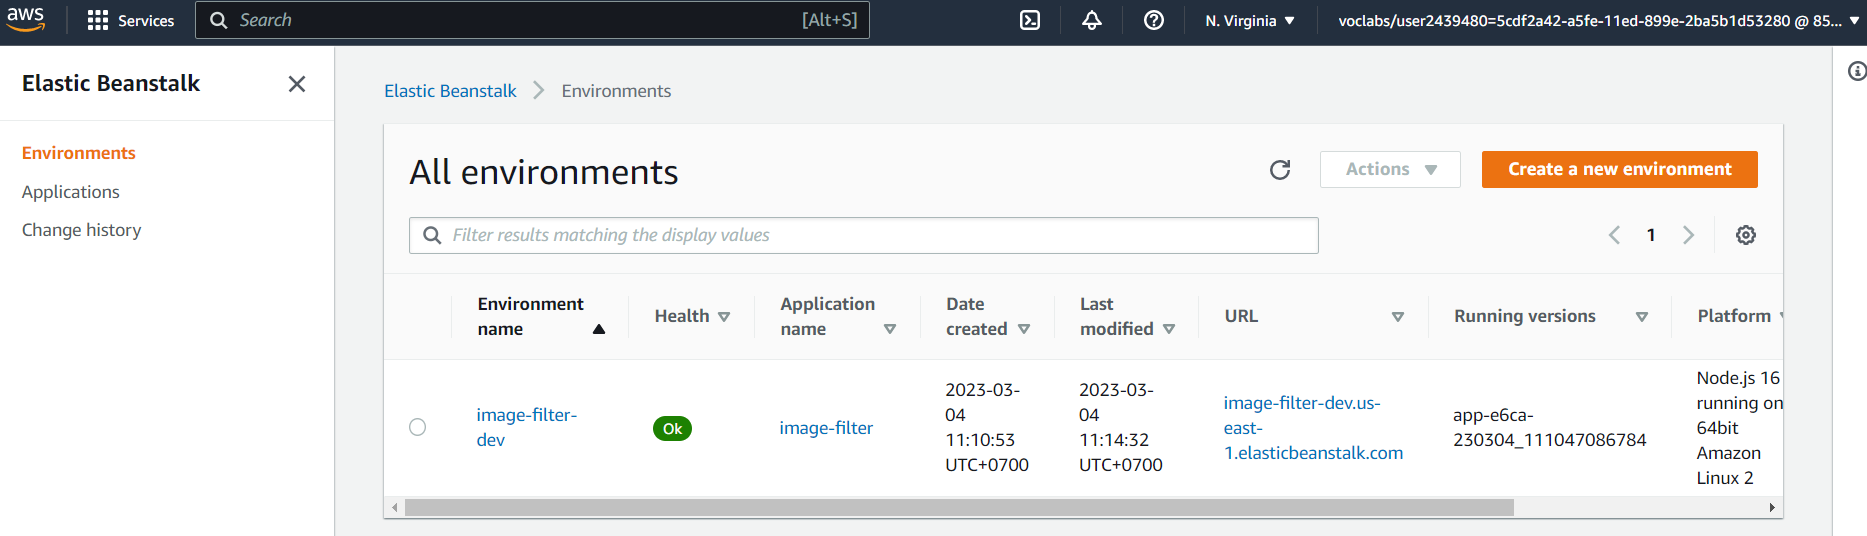 aws
Services
Search
[Alt+S]
N. Virginia
voclabs/user2439480=5cdf2a42-a5fe-11ed-899e-2ba5b1d53280 @ 85...
Elastic Beanstalk
Environments
Applications
Change history
Elastic Beanstalk
Environments
All environments
Actions
Create a new environment
Filter results matching the display values
1
Environment
name
Health
Application
name
Date
created
Last
modified
URL
Running versions
Platform
image-filter-
dev
Ok
image-filter
2023-03-
04
11:10:53
UTC+0700
2023-03-
04
11:14:32
UTC+0700
image-filter-dev.us-
east-
1.elasticbeanstalk.com
app-e6ca-
230304_111047086784
Node.js 16
running on
64bit
Amazon
Linux 2